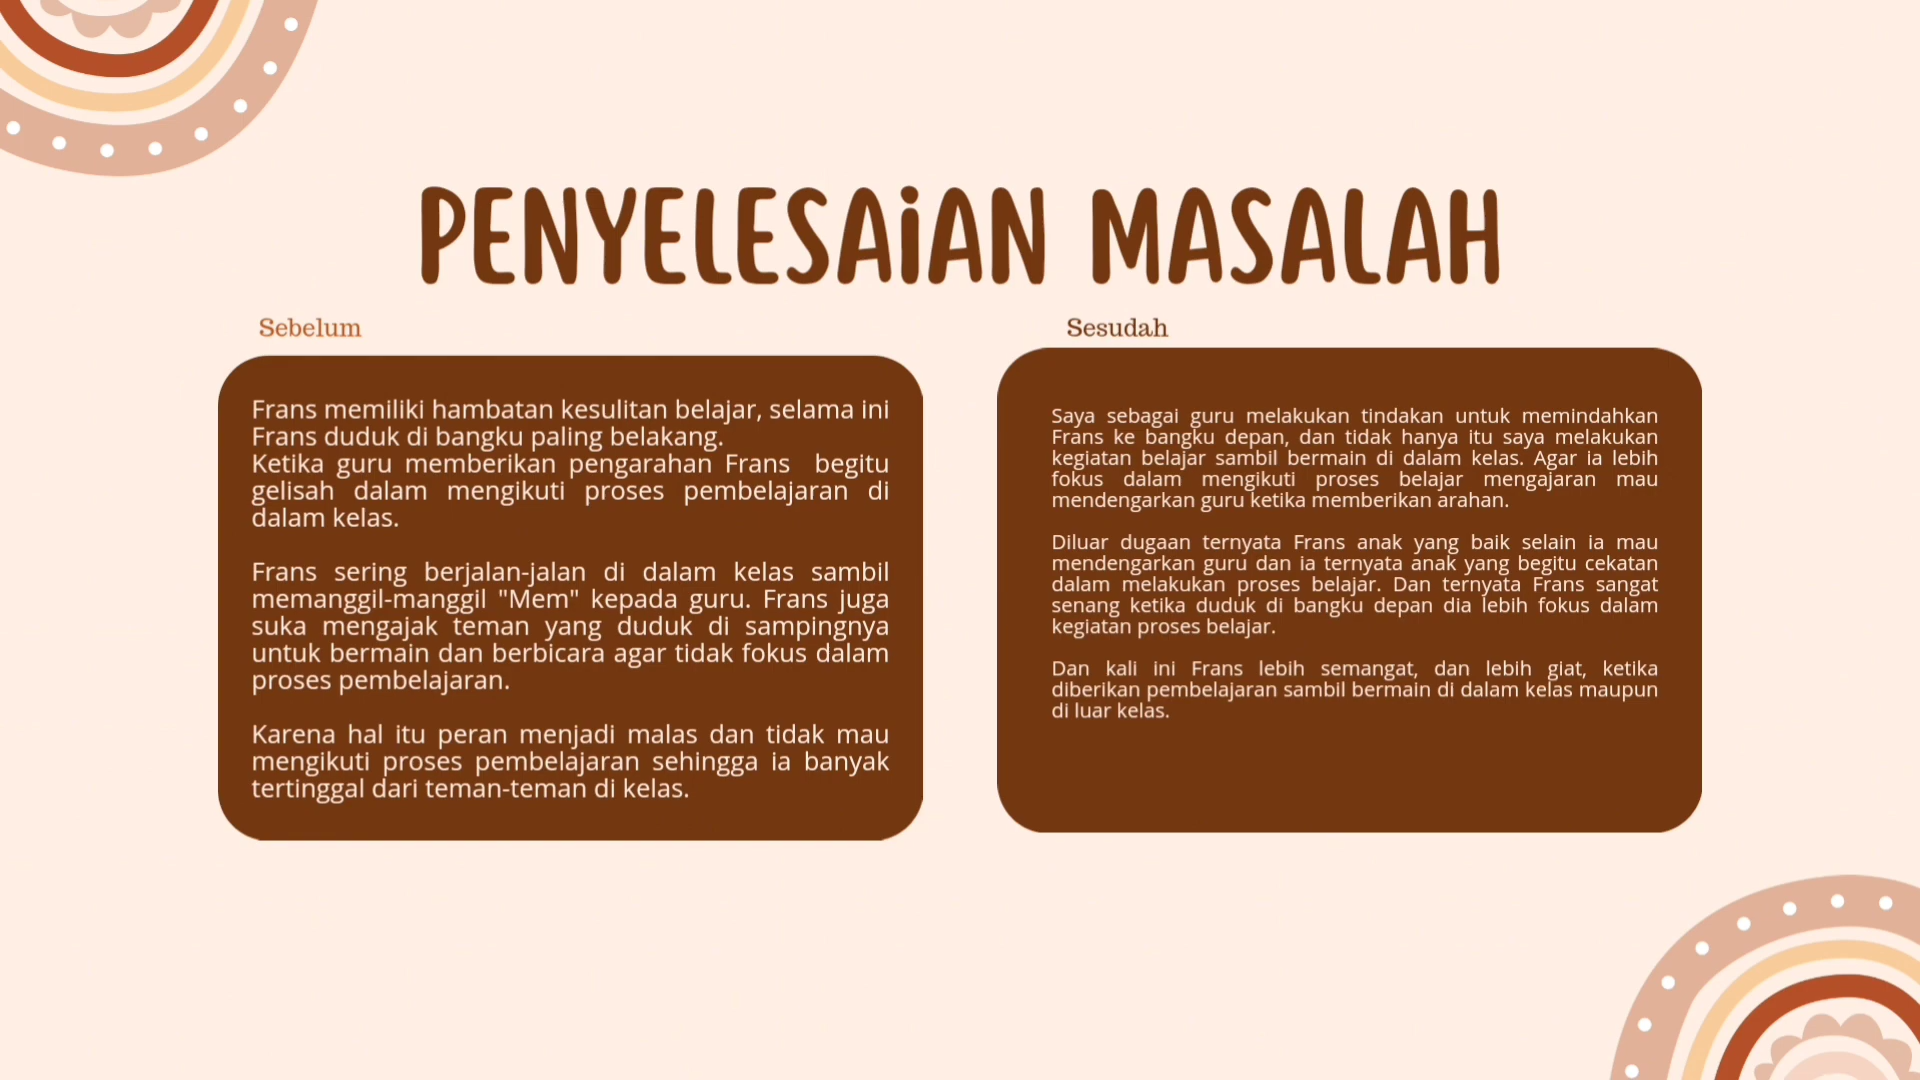 PENYELESAiAN MASALAH
Sebelum
Frans memiliki hambatan kesulitan belajar, selama ini
Frans duduk di bangku paling belakang.
Ketika guru memberikan pengarahan Frans begitu
gelisah dalam mengikuti proses pembelajaran di
dalam kelas.
Frans sering berjalan-jalan di dalam kelas sambil
memanggil-manggil "Mem" kepada guru. Frans juga
suka mengajak teman yang duduk di sampingnya
untuk bermain dan berbicara agar tidak fokus dalam
proses pembelajaran.
Karena hal itu peran menjadi malas dan tidak mau
mengikuti proses pembelajaran sehingga ia banyak
tertinggal dari teman-teman di kelas.
Sesudah
Saya sebagai guru melakukan tindakan untuk memindahkan
Frans ke bangku depan, dan tidak hanya itu saya melakukan
kegiatan belajar sambil bermain di dalam kelas. Agar ia lebih
fokus dalam mengikuti proses belajar mengajaran mau
mendengarkan guru ketika memberikan arahan.
Diluar dugaan ternyata Frans anak yang baik selain ia mau
mendengarkan guru dan ia ternyata anak yang begitu cekatan
dalam melakukan proses belajar. Dan ternyata Frans sangat
senang ketika duduk di bangku depan dia lebih fokus dalam
kegiatan proses belajar.
Dan kali ini Frans lebih semangat, dan lebih giat, ketika
diberikan pembelajaran sambil bermain di dalam kelas maupun
di luar kelas.